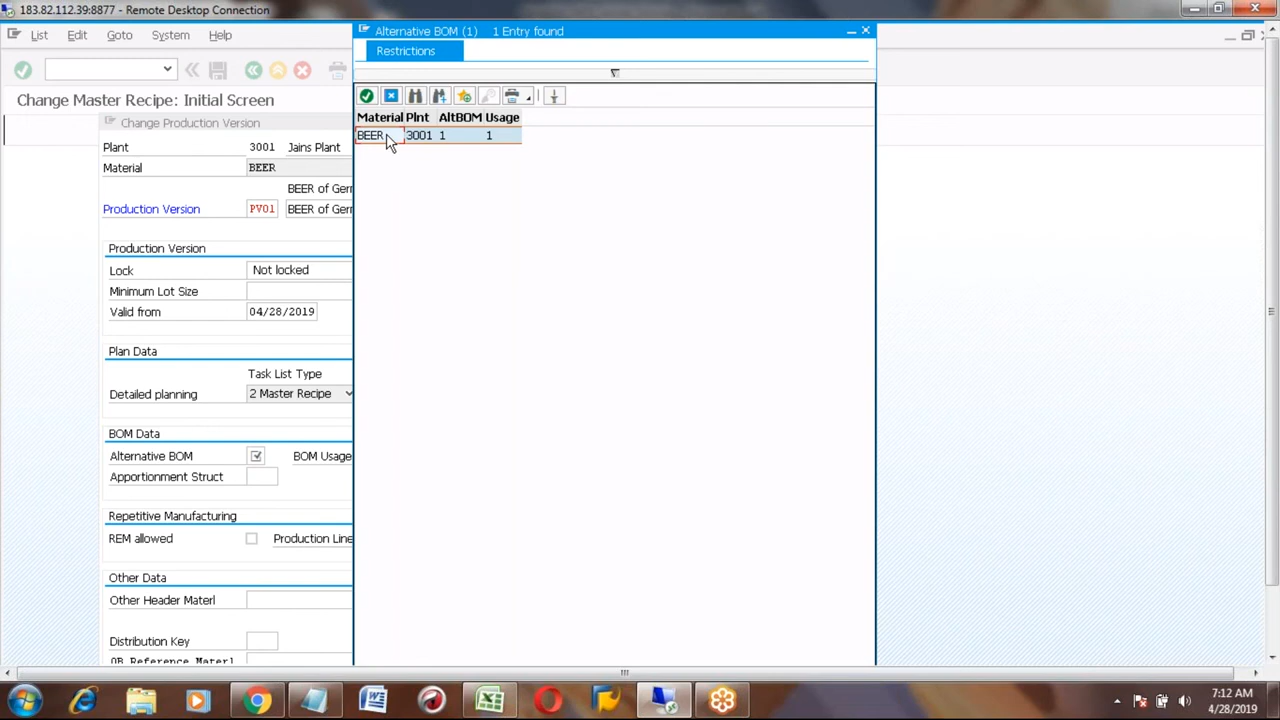 183.82.112.39:8877 - Remote Desktop Connection
List Edit Goto System Help
Change Master Recipe: Initial Screen
Change Production Version
Plant 3001 Jains Plant
Material BEER
BEER of Ger
Production Version PV01 BEER of Ger
Production Version
Lock Not locked
Minimum Lot Size
Valid from 04/28/2019
Plan Data
Task List Type
Detailed planning 2 Master Recipe
BOM Data
Alternative BOM BOM Usage
Apportionment Struct
Repetitive Manufacturing
REM allowed Production Line
Other Data
Other Header Materl
Distribution Key
OB Reference Materl
Alternative BOM (1) 1 Entry found
Restrictions
Material Plnt AltBOM Usage
BEER 3001 1 1
7:12 AM
4/28/2019